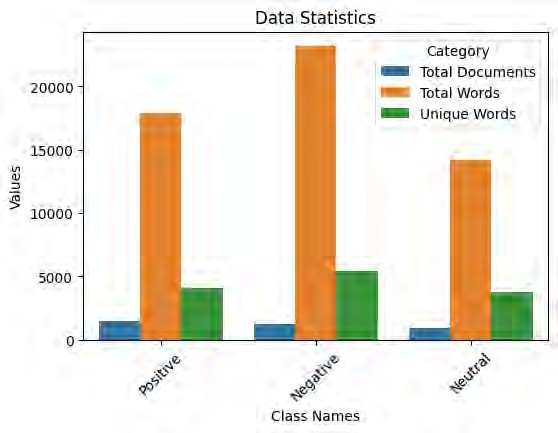 Data Statistics
Category
Total Documents
Total Words
Unique Words
Values
20000
15000
10000
5000
0
Positive
Negative
Neutral
Class Names